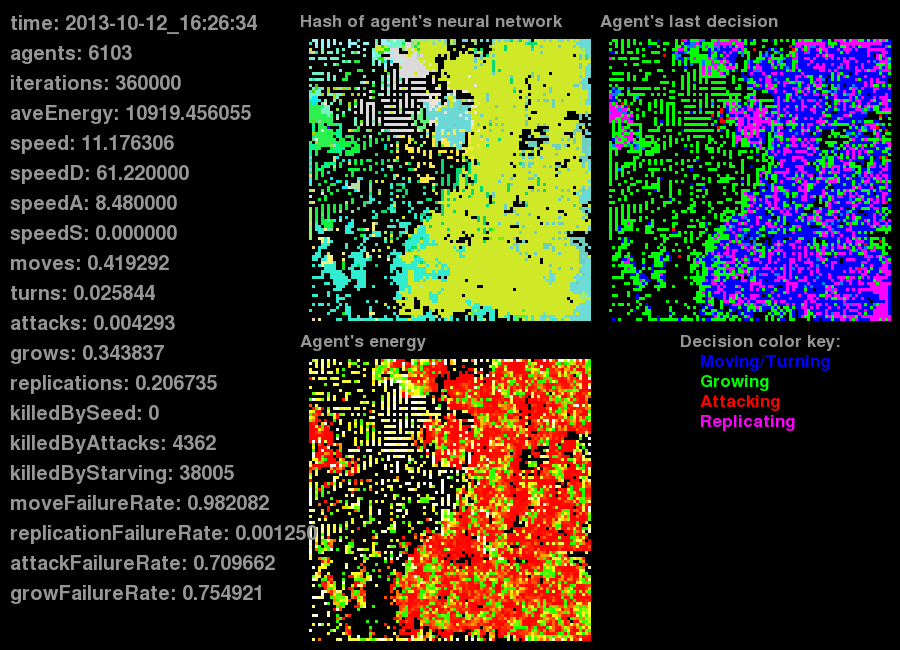 time: 2013-10-12_16:26:34
agents: 6103
iterations: 360000
aveEnergy: 10919.456055
speed: 11.176306
speedD: 61.220000
speedA: 8.480000
speedS: 0.000000
moves: 0.419292
turns: 0.025844
attacks: 0.004293
grows: 0.343837
replications: 0.206735
killedBySeed: 0
killedByAttacks: 4362
killedByStarving: 38005
moveFailureRate: 0.982082
replicationFailureRate: 0.001250
attackFailureRate: 0.709662
growFailureRate: 0.754921
Hash of agent's neural network
Agent's last decision
Agent's energy
Decision color key:
Moving/Turning
Growing
Attacking
Replicating